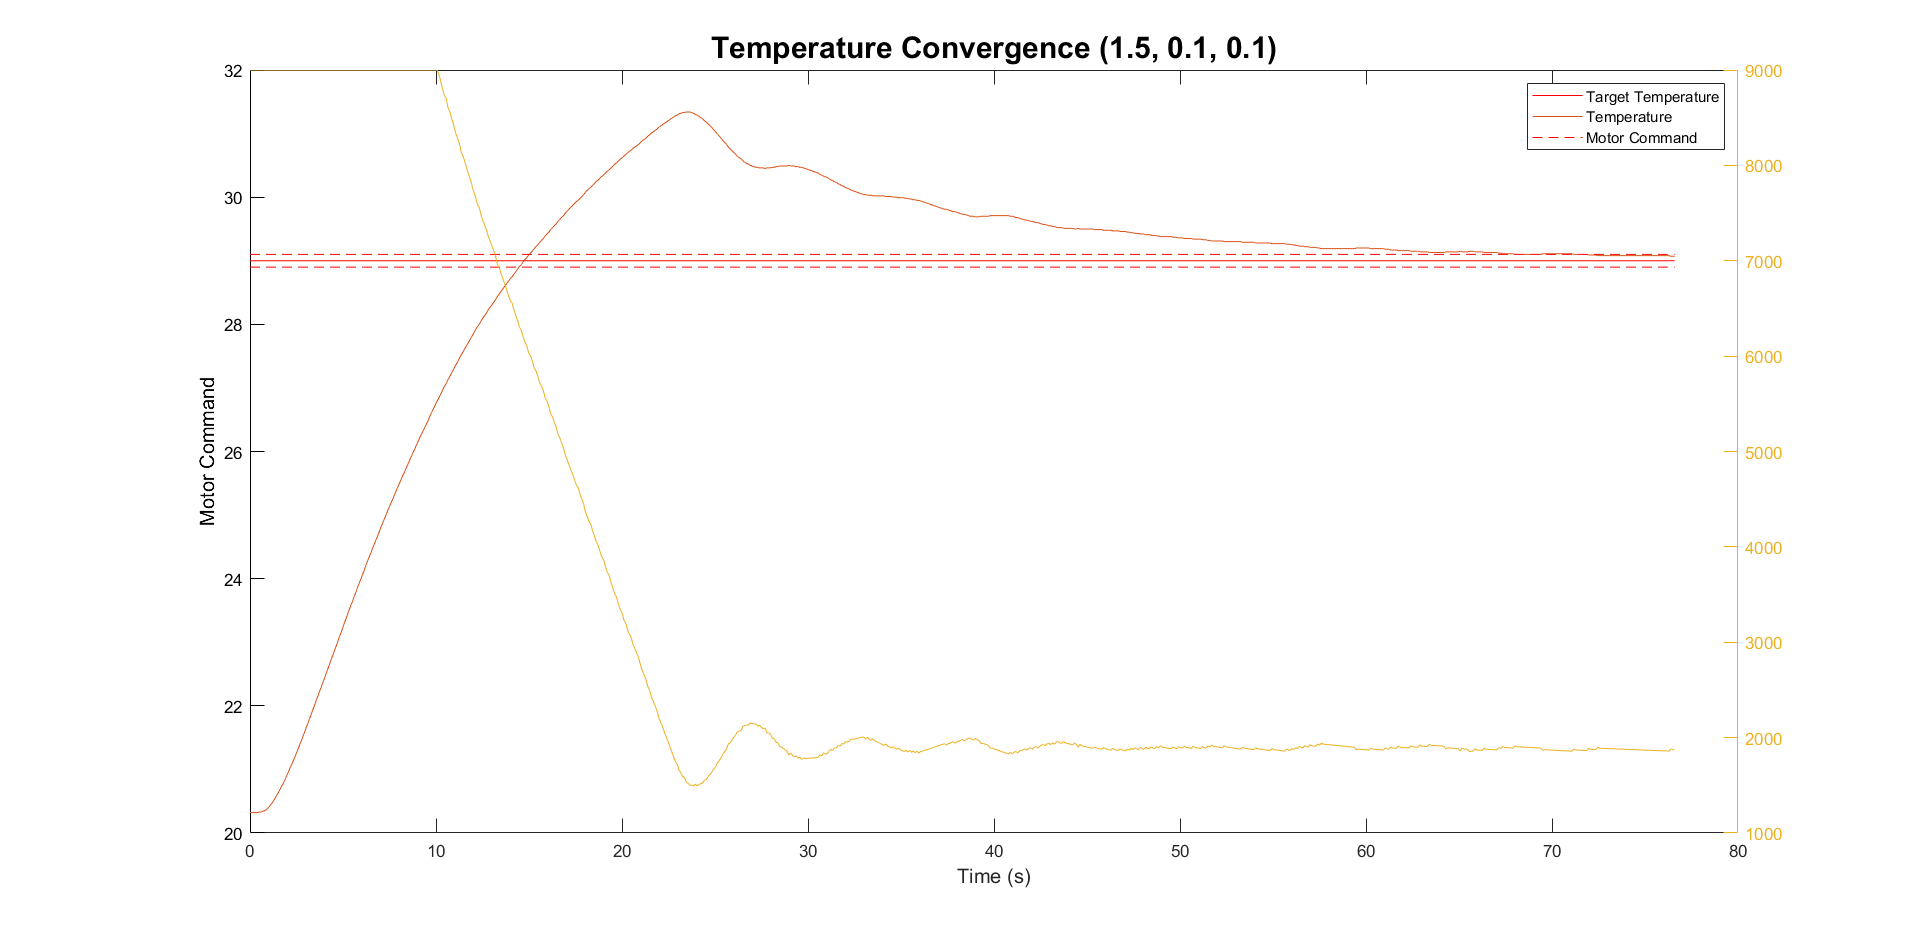 Temperature Convergence (1.5, 0.1, 0.1)
Target Temperature
Temperature
Motor Command
32
30
28
26
24
22
20
Motor Command
9000
8000
7000
6000
5000
4000
3000
2000
1000
0 10 20 30 40 50 60 70 80
Time (s)